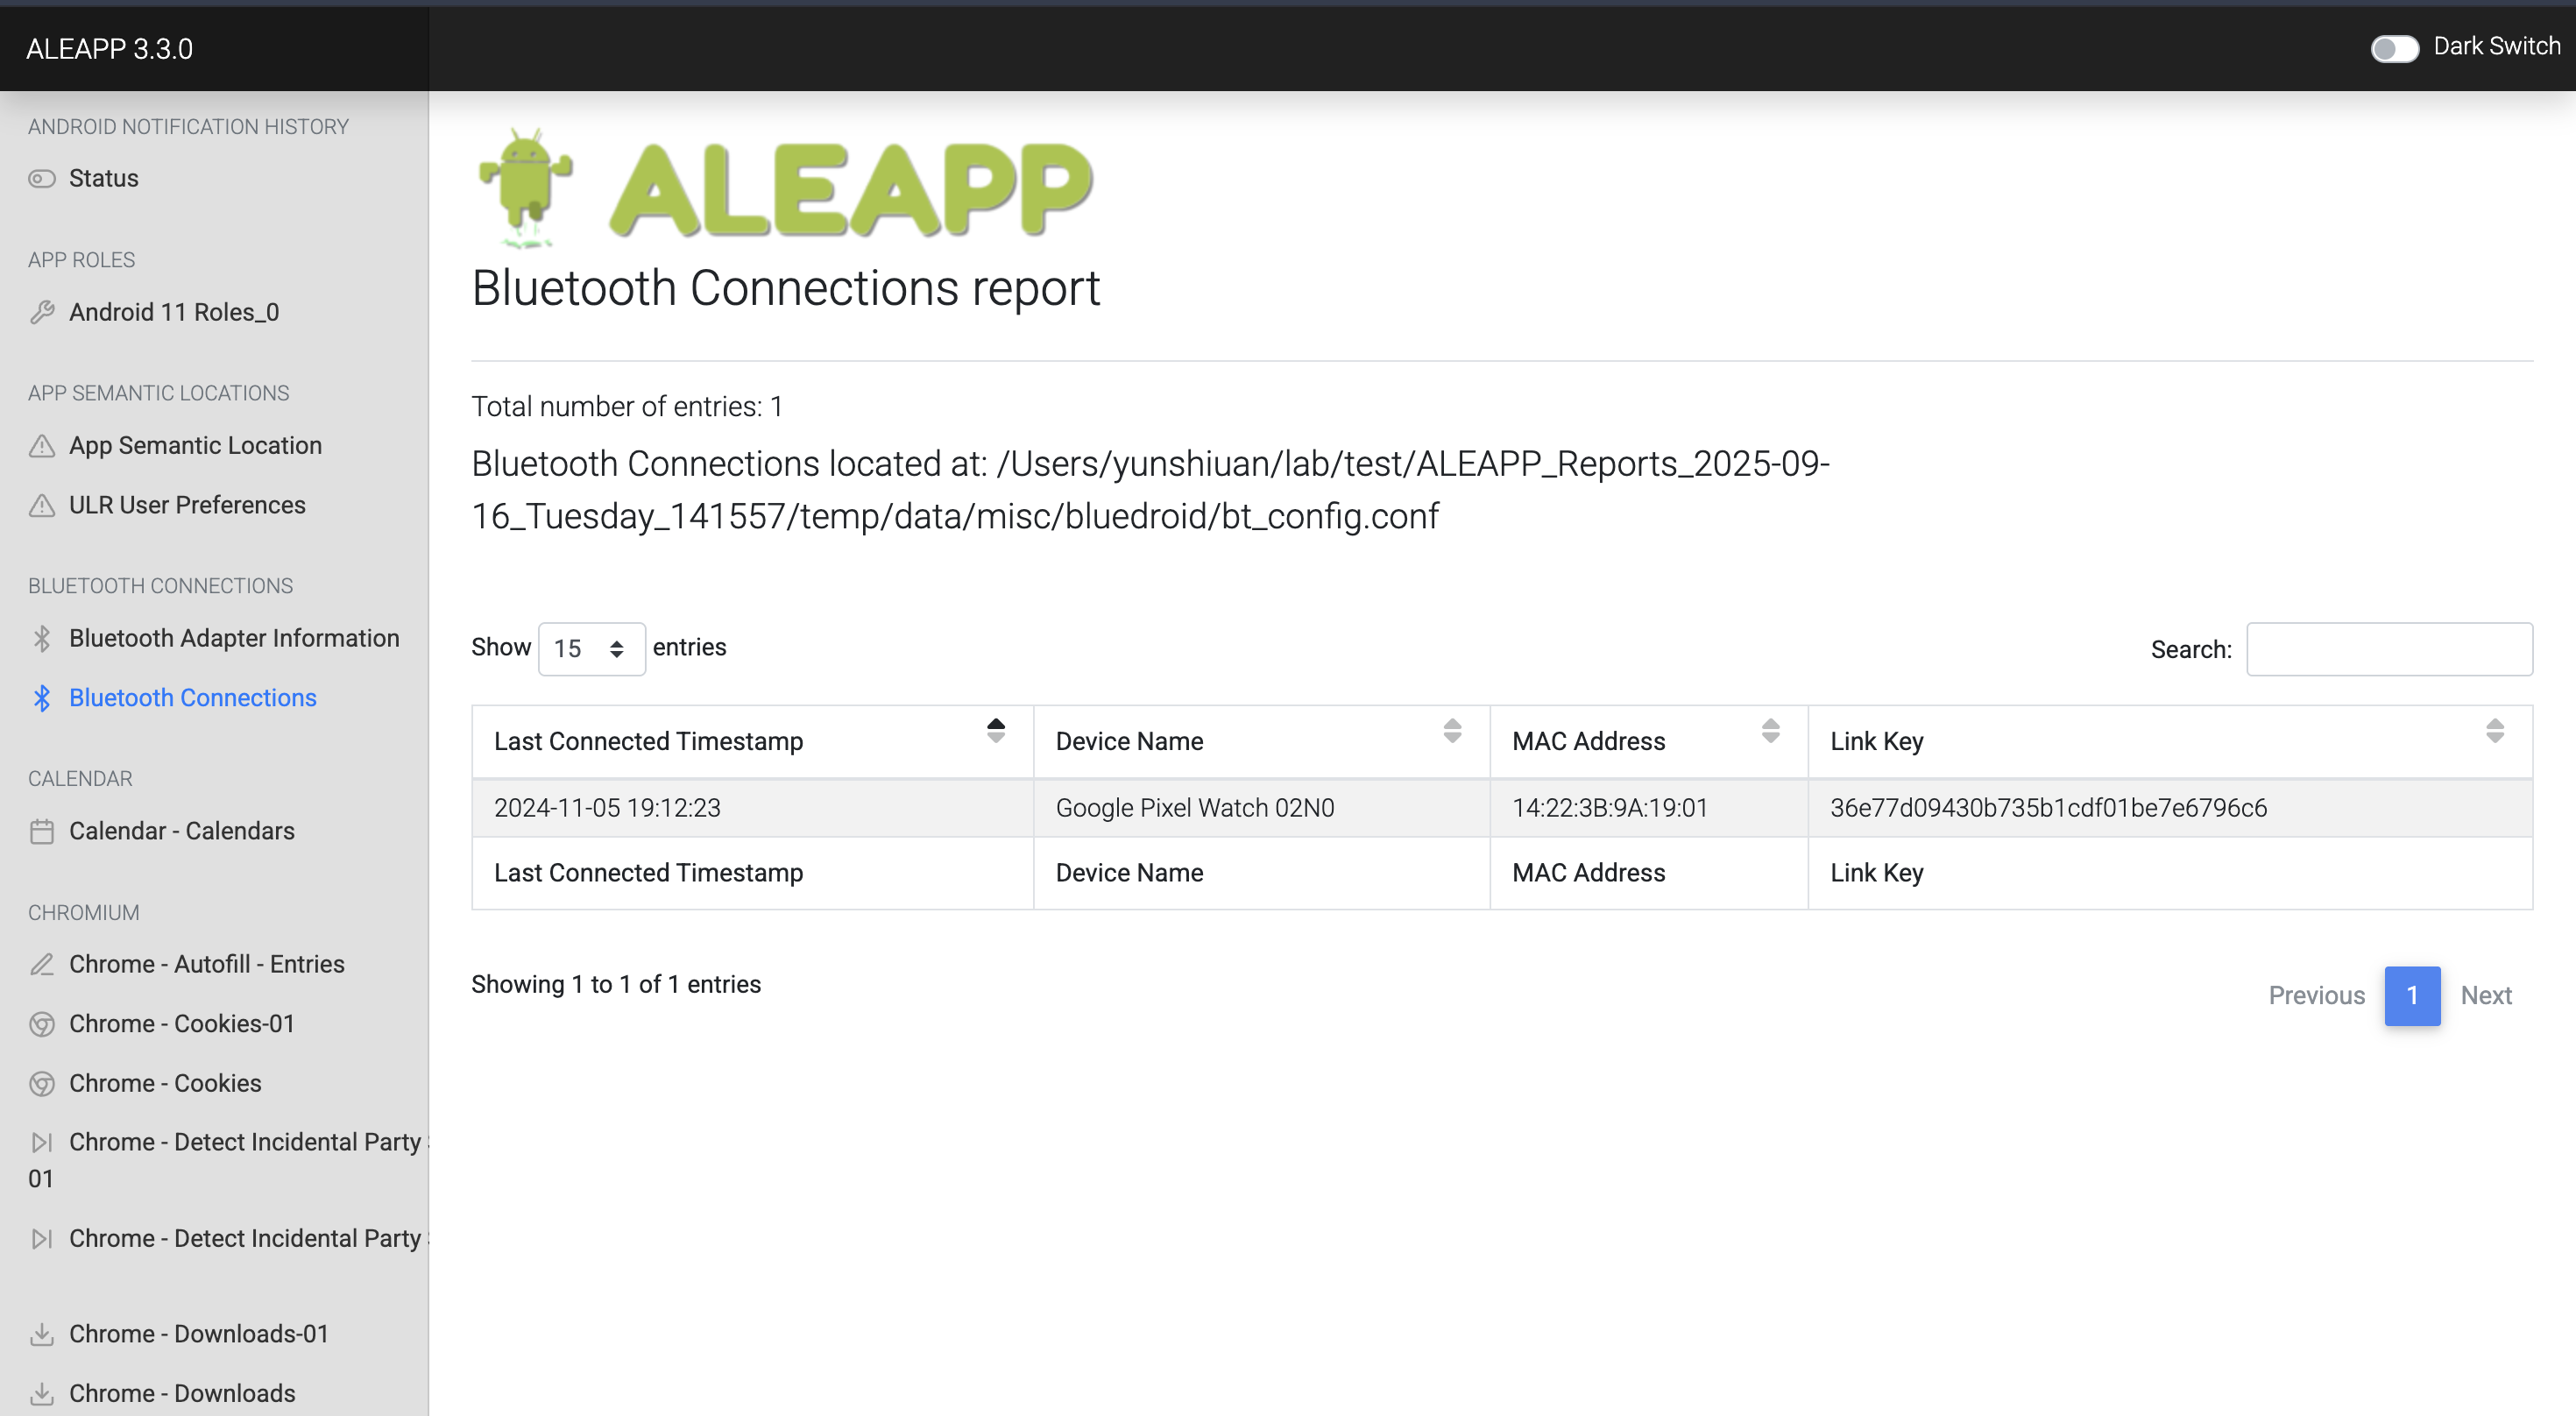 ALEAPP 3.3.0
Dark Switch
ANDROID NOTIFICATION HISTORY
Status
APP ROLES
Android 11 Roles_0
APP SEMANTIC LOCATIONS
App Semantic Location
ULR User Preferences
BLUETOOTH CONNECTIONS
Bluetooth Adapter Information
Bluetooth Connections
CALENDAR
Calendar - Calendars
CHROMIUM
Chrome - Autofill - Entries
Chrome - Cookies-01
Chrome - Cookies
Chrome - Detect Incidental Party
01
Chrome - Detect Incidental Party
Chrome - Downloads-01
Chrome - Downloads
ALEAPP
Bluetooth Connections report
Total number of entries: 1
Bluetooth Connections located at: /Users/yunshiuan/lab/test/ALEAPP_Reports_2025-09-
16_Tuesday_141557/temp/data/misc/bluedroid/bt_config.conf
Show 15 entries
Search:
Last Connected Timestamp Device Name MAC Address Link Key
2024-11-05 19:12:23 Google Pixel Watch 02N0 14:22:3B:9A:19:01 36e77d09430b735b1cdf01be7e6796c6
Last Connected Timestamp Device Name MAC Address Link Key
Showing 1 to 1 of 1 entries
Previous 1 Next